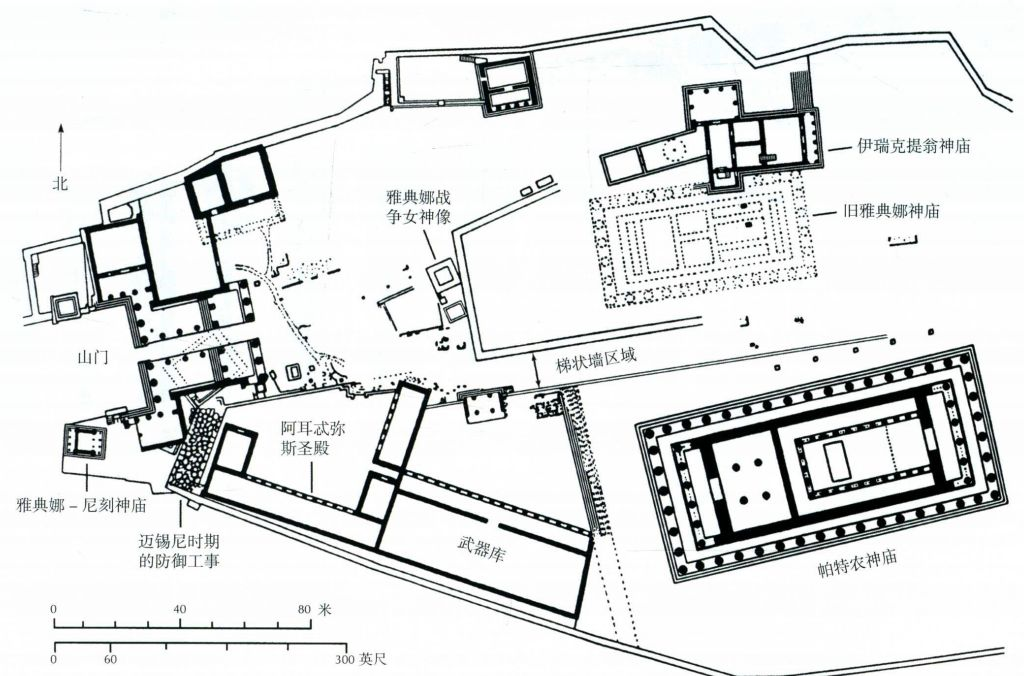 北
雅典娜战
争女神像
伊瑞克提翁神庙
旧雅典娜神庙
山门
梯状墙区域
阿耳忒弥
斯圣殿
雅典娜－尼刻神庙
迈锡尼时期
的防御工事
武器库
帕特农神庙
0 40 80 米
0 60 300 英尺